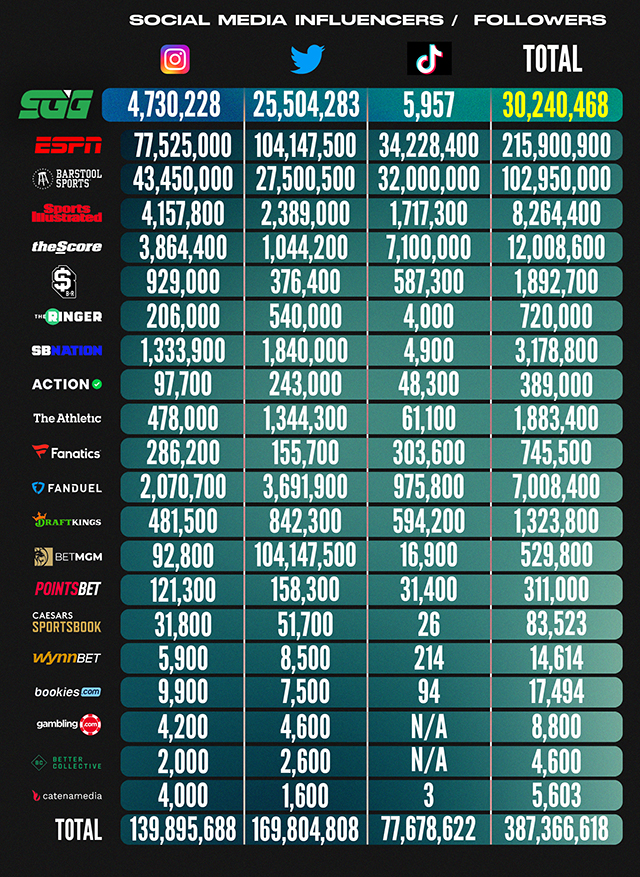 SOCIAL MEDIA INFLUENCERS / FOLLOWERS
TOTAL
SGG 4,730,228 25,504,283 5,957 30,240,468
ESPN 77,525,000 104,147,500 34,228,400 215,900,900
BARSTOOL SPORTS 43,450,000 27,500,500 32,000,000 102,950,000
Sports Illustrated 4,157,800 2,389,000 1,717,300 8,264,400
theScore 3,864,400 1,044,200 7,100,000 12,008,600
S B-R 929,000 376,400 587,300 1,892,700
THE RINGER 206,000 540,000 4,000 720,000
SBNATION 1,333,900 1,840,000 4,900 3,178,800
ACTION 97,700 243,000 48,300 389,000
The Athletic 478,000 1,344,300 61,100 1,883,400
Fanatics 286,200 155,700 303,600 745,500
FANDUEL 2,070,700 3,691,900 975,800 7,008,400
DRAFTKINGS 481,500 842,300 594,200 1,323,800
BETMGM 92,800 104,147,500 16,900 529,800
POINTSBET 121,300 158,300 31,400 311,000
CAESARS SPORTSBOOK 31,800 51,700 26 83,523
WYNNBET 5,900 8,500 214 14,614
bookies.com 9,900 7,500 94 17,494
gambling.com 4,200 4,600 N/A 8,800
BC BETTER COLLECTIVE 2,000 2,600 N/A 4,600
catenamedia 4,000 1,600 3 5,603
TOTAL 139,895,688 169,804,808 77,678,622 387,366,618